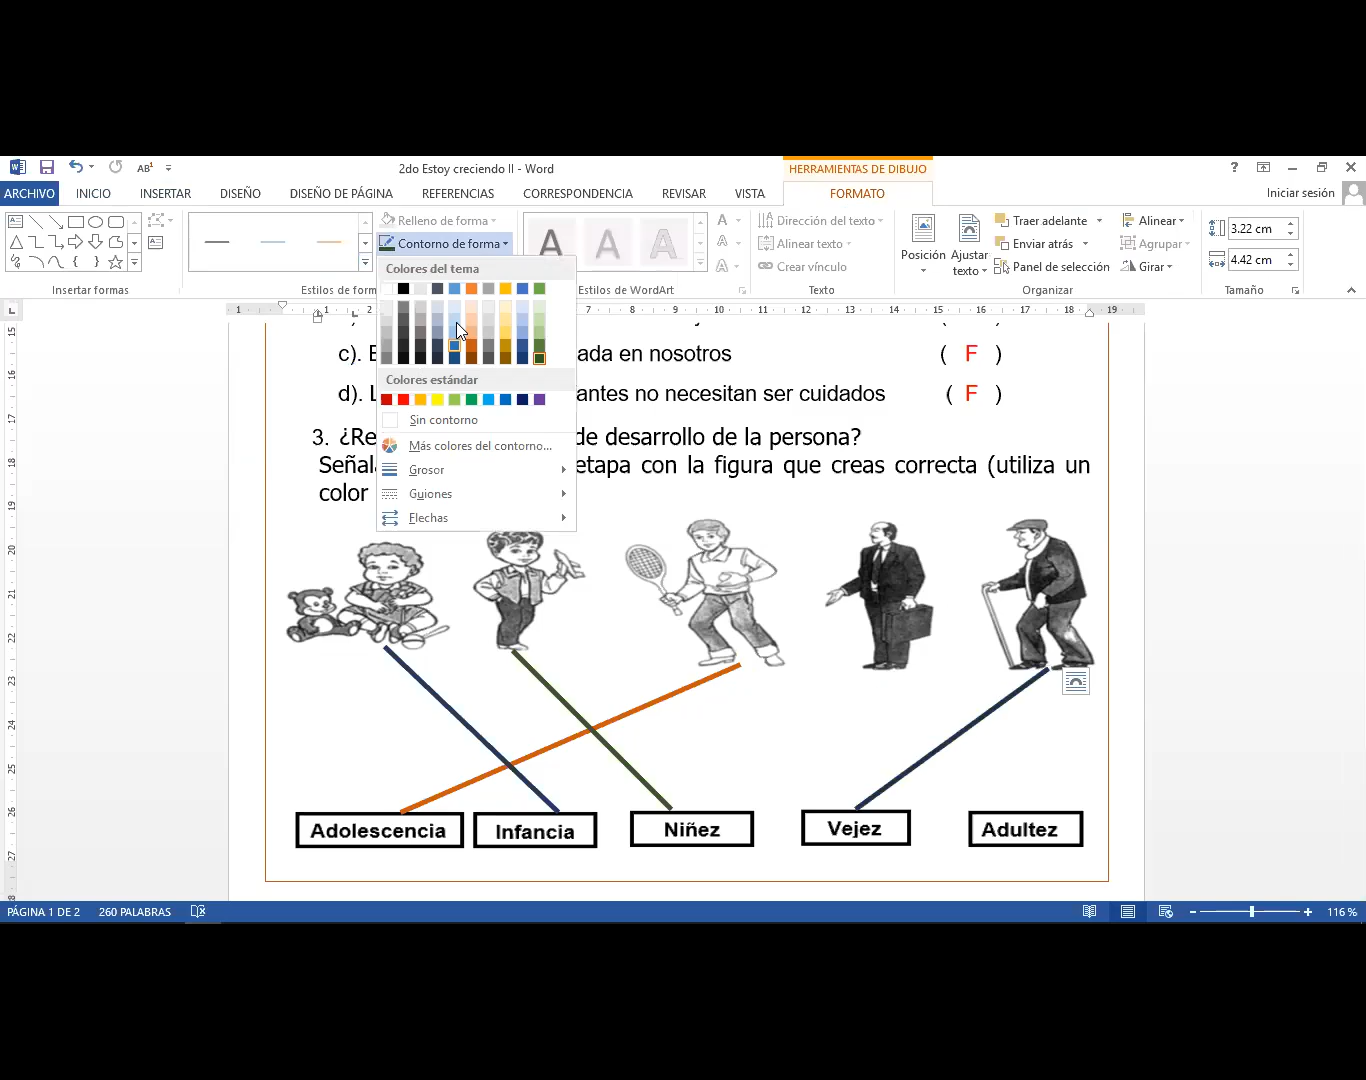 2do Estoy creciendo II - Word
HERRAMIENTAS DE DIBUJO
ARCHIVO INICIO INSERTAR DISEÑO DISEÑO DE PÁGINA REFERENCIAS CORRESPONDENCIA REVISAR VISTA FORMATO Iniciar sesión
Relleno de forma
Contorno de forma
Dirección del texto
Alinear texto
Crear vínculo
Posición
Ajustar texto
Traer adelante
Enviar atrás
Panel de selección
Alinear
Agrupar
Girar
3.22 cm
4.42 cm
Insertar formas Estilos de form Estilos de WordArt Texto Organizar Tamaño
Colores del tema
Colores estándar
Sin contorno
Más colores del contorno...
Grosor
Guiones
Flechas
c). E ada en nosotros ( F )
d). L antes no necesitan ser cuidados ( F )
3. ¿Re de desarrollo de la persona?
Señala etapa con la figura que creas correcta (utiliza un
color
Adolescencia Infancia Niñez Vejez Adultez
PÁGINA 1 DE 2 260 PALABRAS 116 %